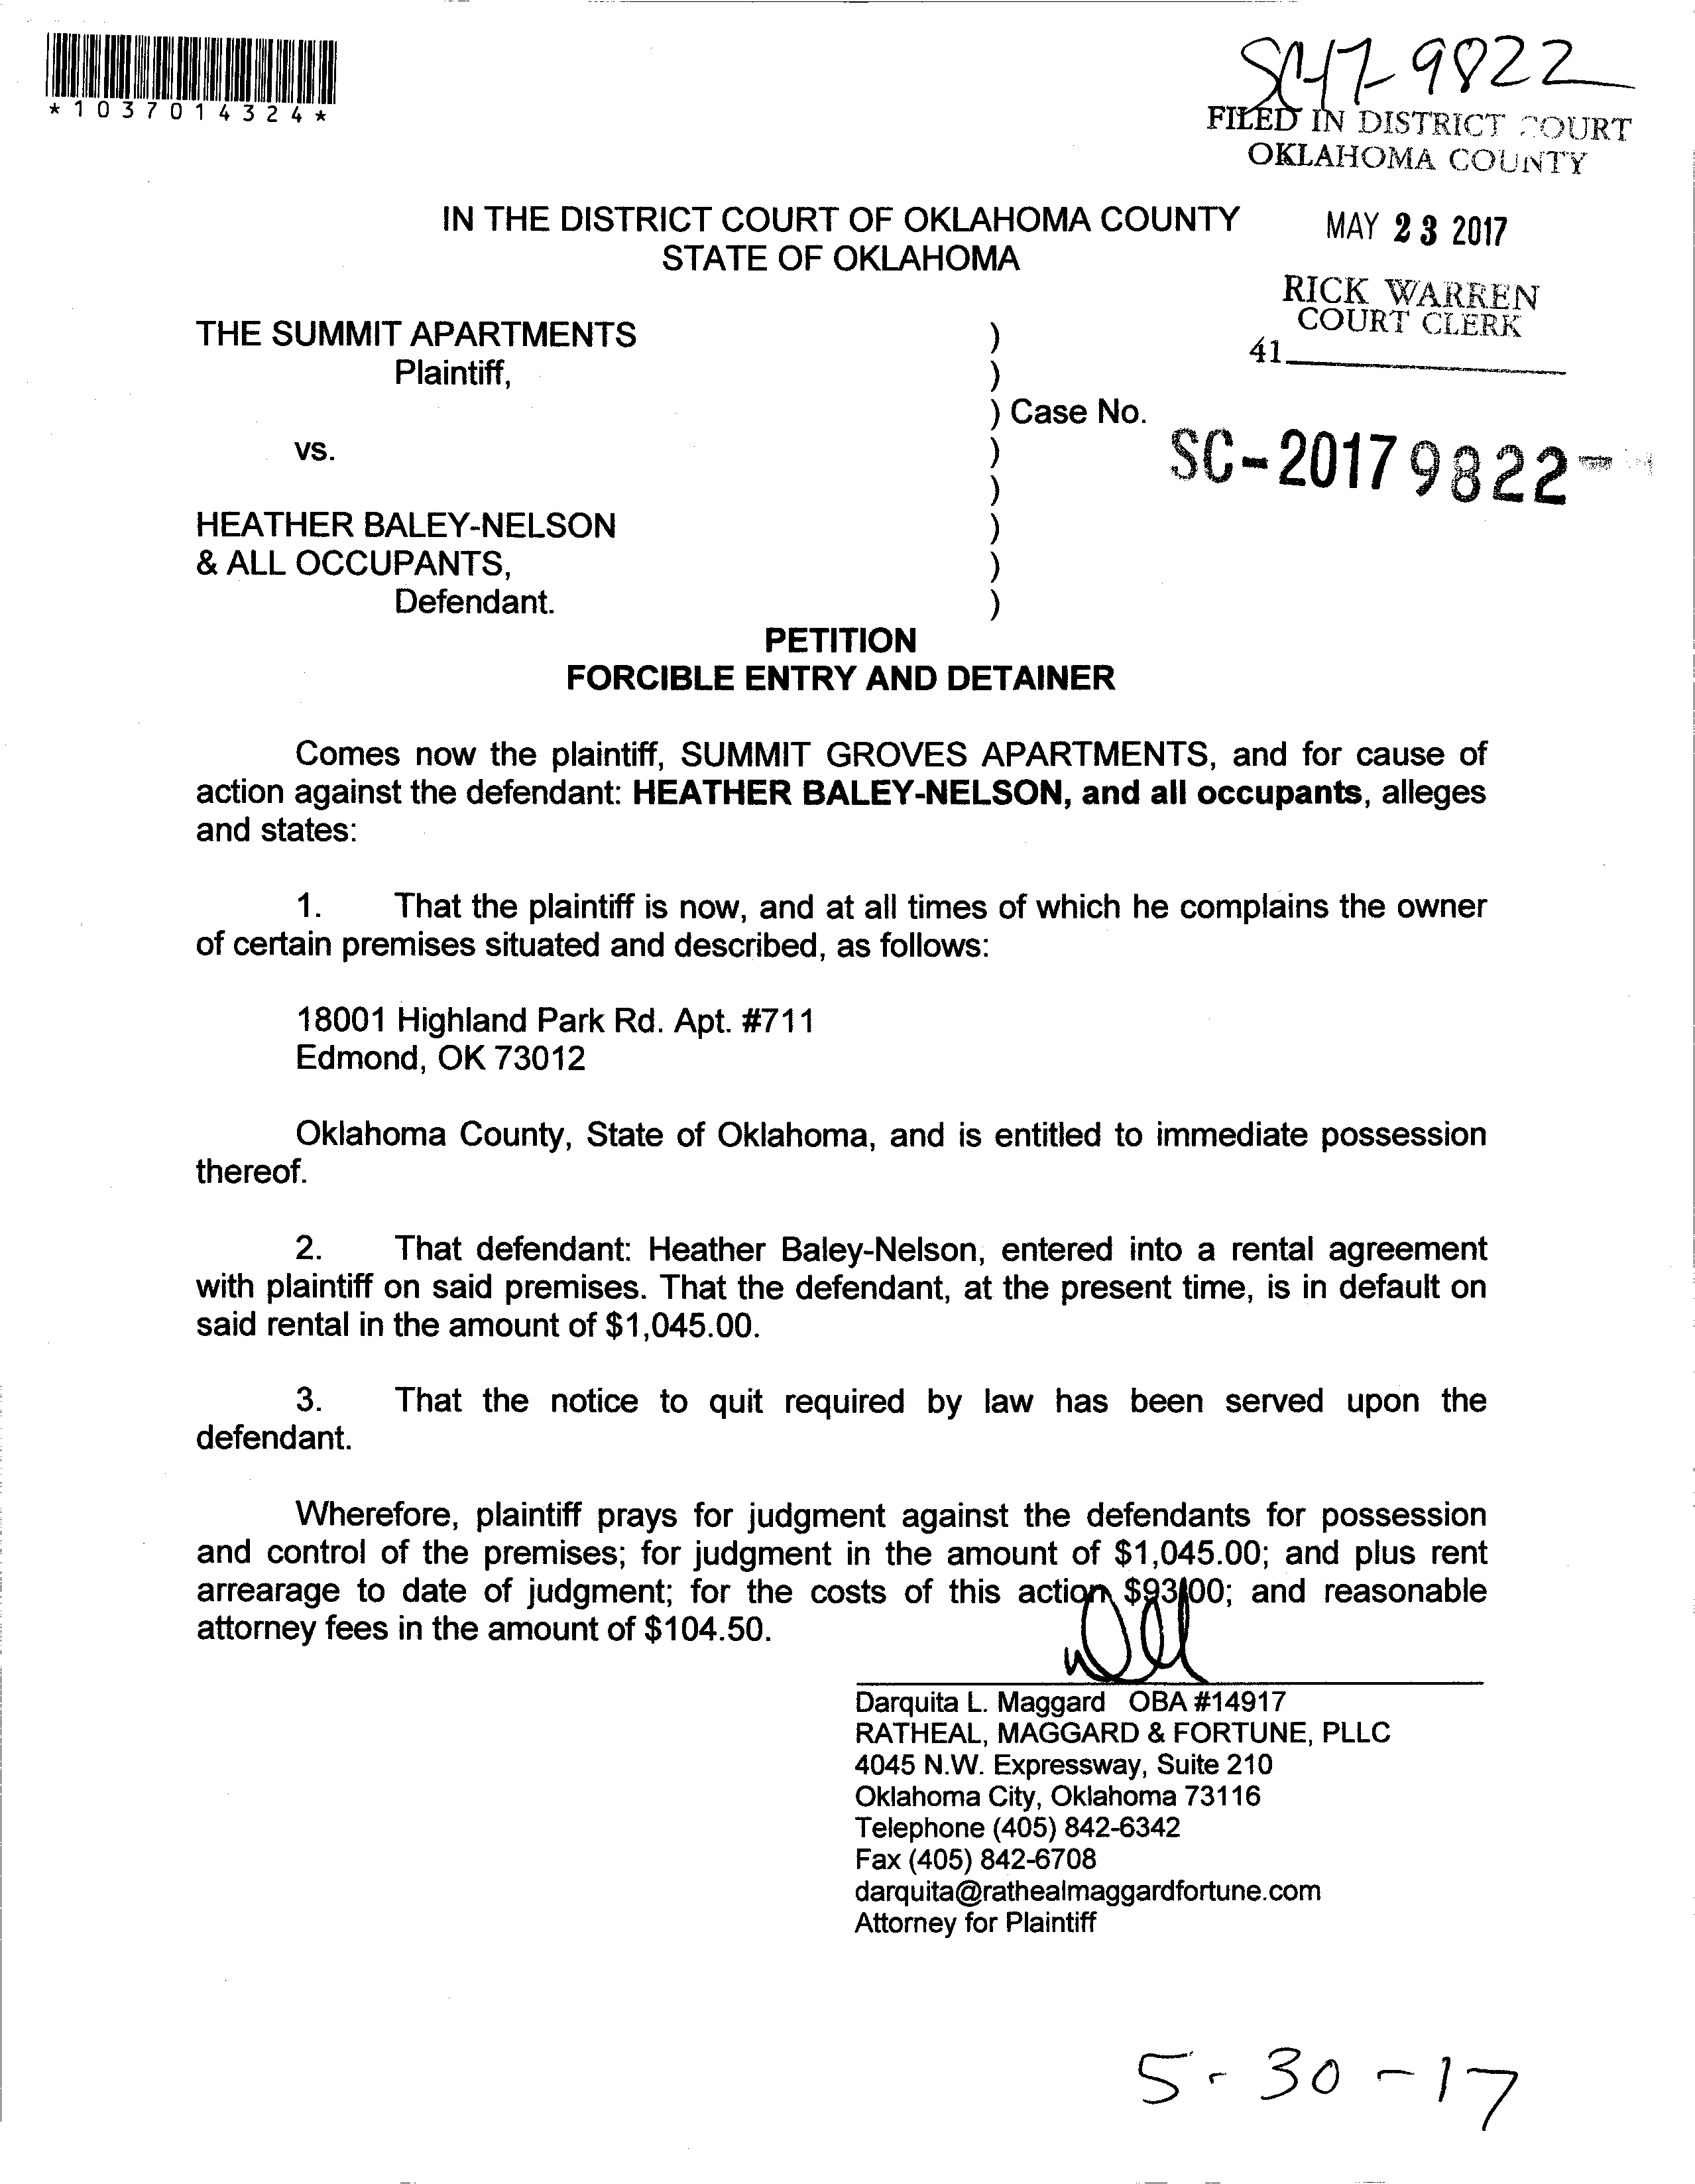 *1037014324*
SC17-9822
FILED IN DISTRICT COURT
OKLAHOMA COUNTY
IN THE DISTRICT COURT OF OKLAHOMA COUNTY
STATE OF OKLAHOMA
MAY 23 2017
RICK WARREN
COURT CLERK
41
THE SUMMIT APARTMENTS )
Plaintiff, )
) Case No.
vs. )
SC-2017 9822
)
HEATHER BALEY-NELSON )
& ALL OCCUPANTS, )
Defendant. )
PETITION
FORCIBLE ENTRY AND DETAINER
Comes now the plaintiff, SUMMIT GROVES APARTMENTS, and for cause of
action against the defendant: HEATHER BALEY-NELSON, and all occupants, alleges
and states:
1. That the plaintiff is now, and at all times of which he complains the owner
of certain premises situated and described, as follows:
18001 Highland Park Rd. Apt. #711
Edmond, OK 73012
Oklahoma County, State of Oklahoma, and is entitled to immediate possession
thereof.
2. That defendant: Heather Baley-Nelson, entered into a rental agreement
with plaintiff on said premises. That the defendant, at the present time, is in default on
said rental in the amount of $1,045.00.
3. That the notice to quit required by law has been served upon the
defendant.
Wherefore, plaintiff prays for judgment against the defendants for possession
and control of the premises; for judgment in the amount of $1,045.00; and plus rent
arrearage to date of judgment; for the costs of this action $93.00; and reasonable
attorney fees in the amount of $104.50.
Darquita L. Maggard OBA #14917
RATHEAL, MAGGARD & FORTUNE, PLLC
4045 N.W. Expressway, Suite 210
Oklahoma City, Oklahoma 73116
Telephone (405) 842-6342
Fax (405) 842-6708
darquita@rathealmaggardfortune.com
Attorney for Plaintiff
5-30-17